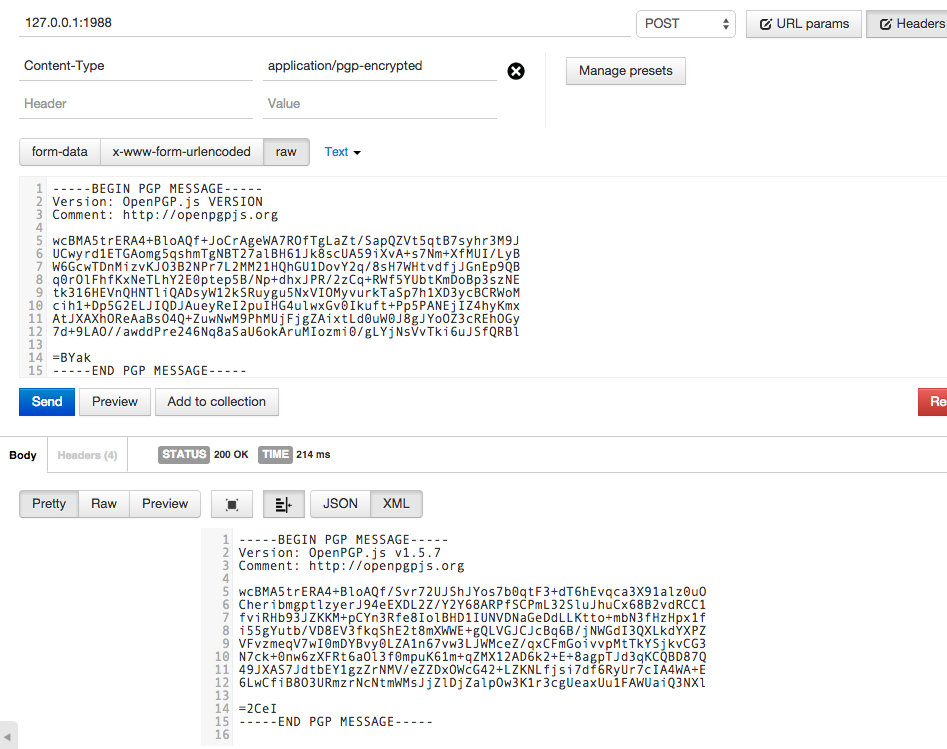 127.0.0.1:1988 POST URL params Headers
Content-Type application/pgp-encrypted Manage presets
Header Value
form-data x-www-form-urlencoded raw Text
1 -----BEGIN PGP MESSAGE-----
2 Version: OpenPGP.js VERSION
3 Comment: http://openpgpjs.org
4
5 wcBMA5trERA4+BloAQf+JoCrAgeWA7ROfTgLaZt/SapQZVt5qtB7syhr3M9J
6 UCwyrd1ETGAomg5qshmTgNBT27alBH61Jk8scUA59iXvA+s7Nm+XfMUI/LyB
7 W6GcwTDnMizvKJO3B2NPr7L2MM21HQhGU1DovY2q/8sH7WHtvdfjJGnEp9QB
8 q0rOlFhfKxNeTLhY2E0ptep5B/Np+dhxJPR/2zCq+RWf5YUbtKmDoBp3szNE
9 tk316HEVnQHNTliQADsyW12kSRuygu5NxVIOMyvurkTaSp7h1XD3ycBCRWoM
10 cih1+Dp5G2ELJIQDJAueyReI2puIHG4ulwxGv0Ikuft+Pp5PANEjIZ4hyKmx
11 AtJXAXhOReAaBsO4Q+ZuwNwM9PhMUjFjgZAixtLd0uW0J8gJYoOZ3cREhOGy
12 7d+9LAO//awddPre246Nq8aSaU6okAruMIozmi0/gLYjNsVvTki6uJSfQRBl
13
14 =BYak
15 -----END PGP MESSAGE-----
Send Preview Add to collection Re
Body Headers (4) STATUS 200 OK TIME 214 ms
Pretty Raw Preview JSON XML
1 -----BEGIN PGP MESSAGE-----
2 Version: OpenPGP.js v1.5.7
3 Comment: http://openpgpjs.org
4
5 wcBMA5trERA4+BloAQf/Svr72UJShJYos7b0qtF3+dT6hEvqca3X91alz0uO
6 CheribmgptlzyerJ94eEXDL2Z/Y2Y68ARPfSCPmL32SluJhuCx68B2vdRCC1
7 fviRHb93JZKKM+pCYn3Rfe8IolBHD1IUNVDNaGeDdLLKtto+mbN3fHzHpx1f
8 i55gYutb/VD8EV3fkqShE2t8mXWWE+gQLVGJCJcBq6B/jNWGdI3QXLkdYXPZ
9 VFvzmeqV7wI0mDYBvy0LZA1n67vw3LJWMceZ/qxCFmGoivvpMtTkYSjkvCG3
10 N7ck+0nw6zXFRt6aOl3f0mpuK61m+qZMX12AD6k2+E+8agpTJd3qKCQBD87Q
11 49JXAS7JdtbEY1gzZrNMV/eZZDxOWcG42+LZKNLfjsi7df6RyUr7cIA4WA+E
12 6LwCfiB8O3URmzrNcNtmWMsJjZlDjZalpOw3K1r3cgUeaxUu1FAWUaiQ3NXl
13
14 =2CeI
15 -----END PGP MESSAGE-----
16